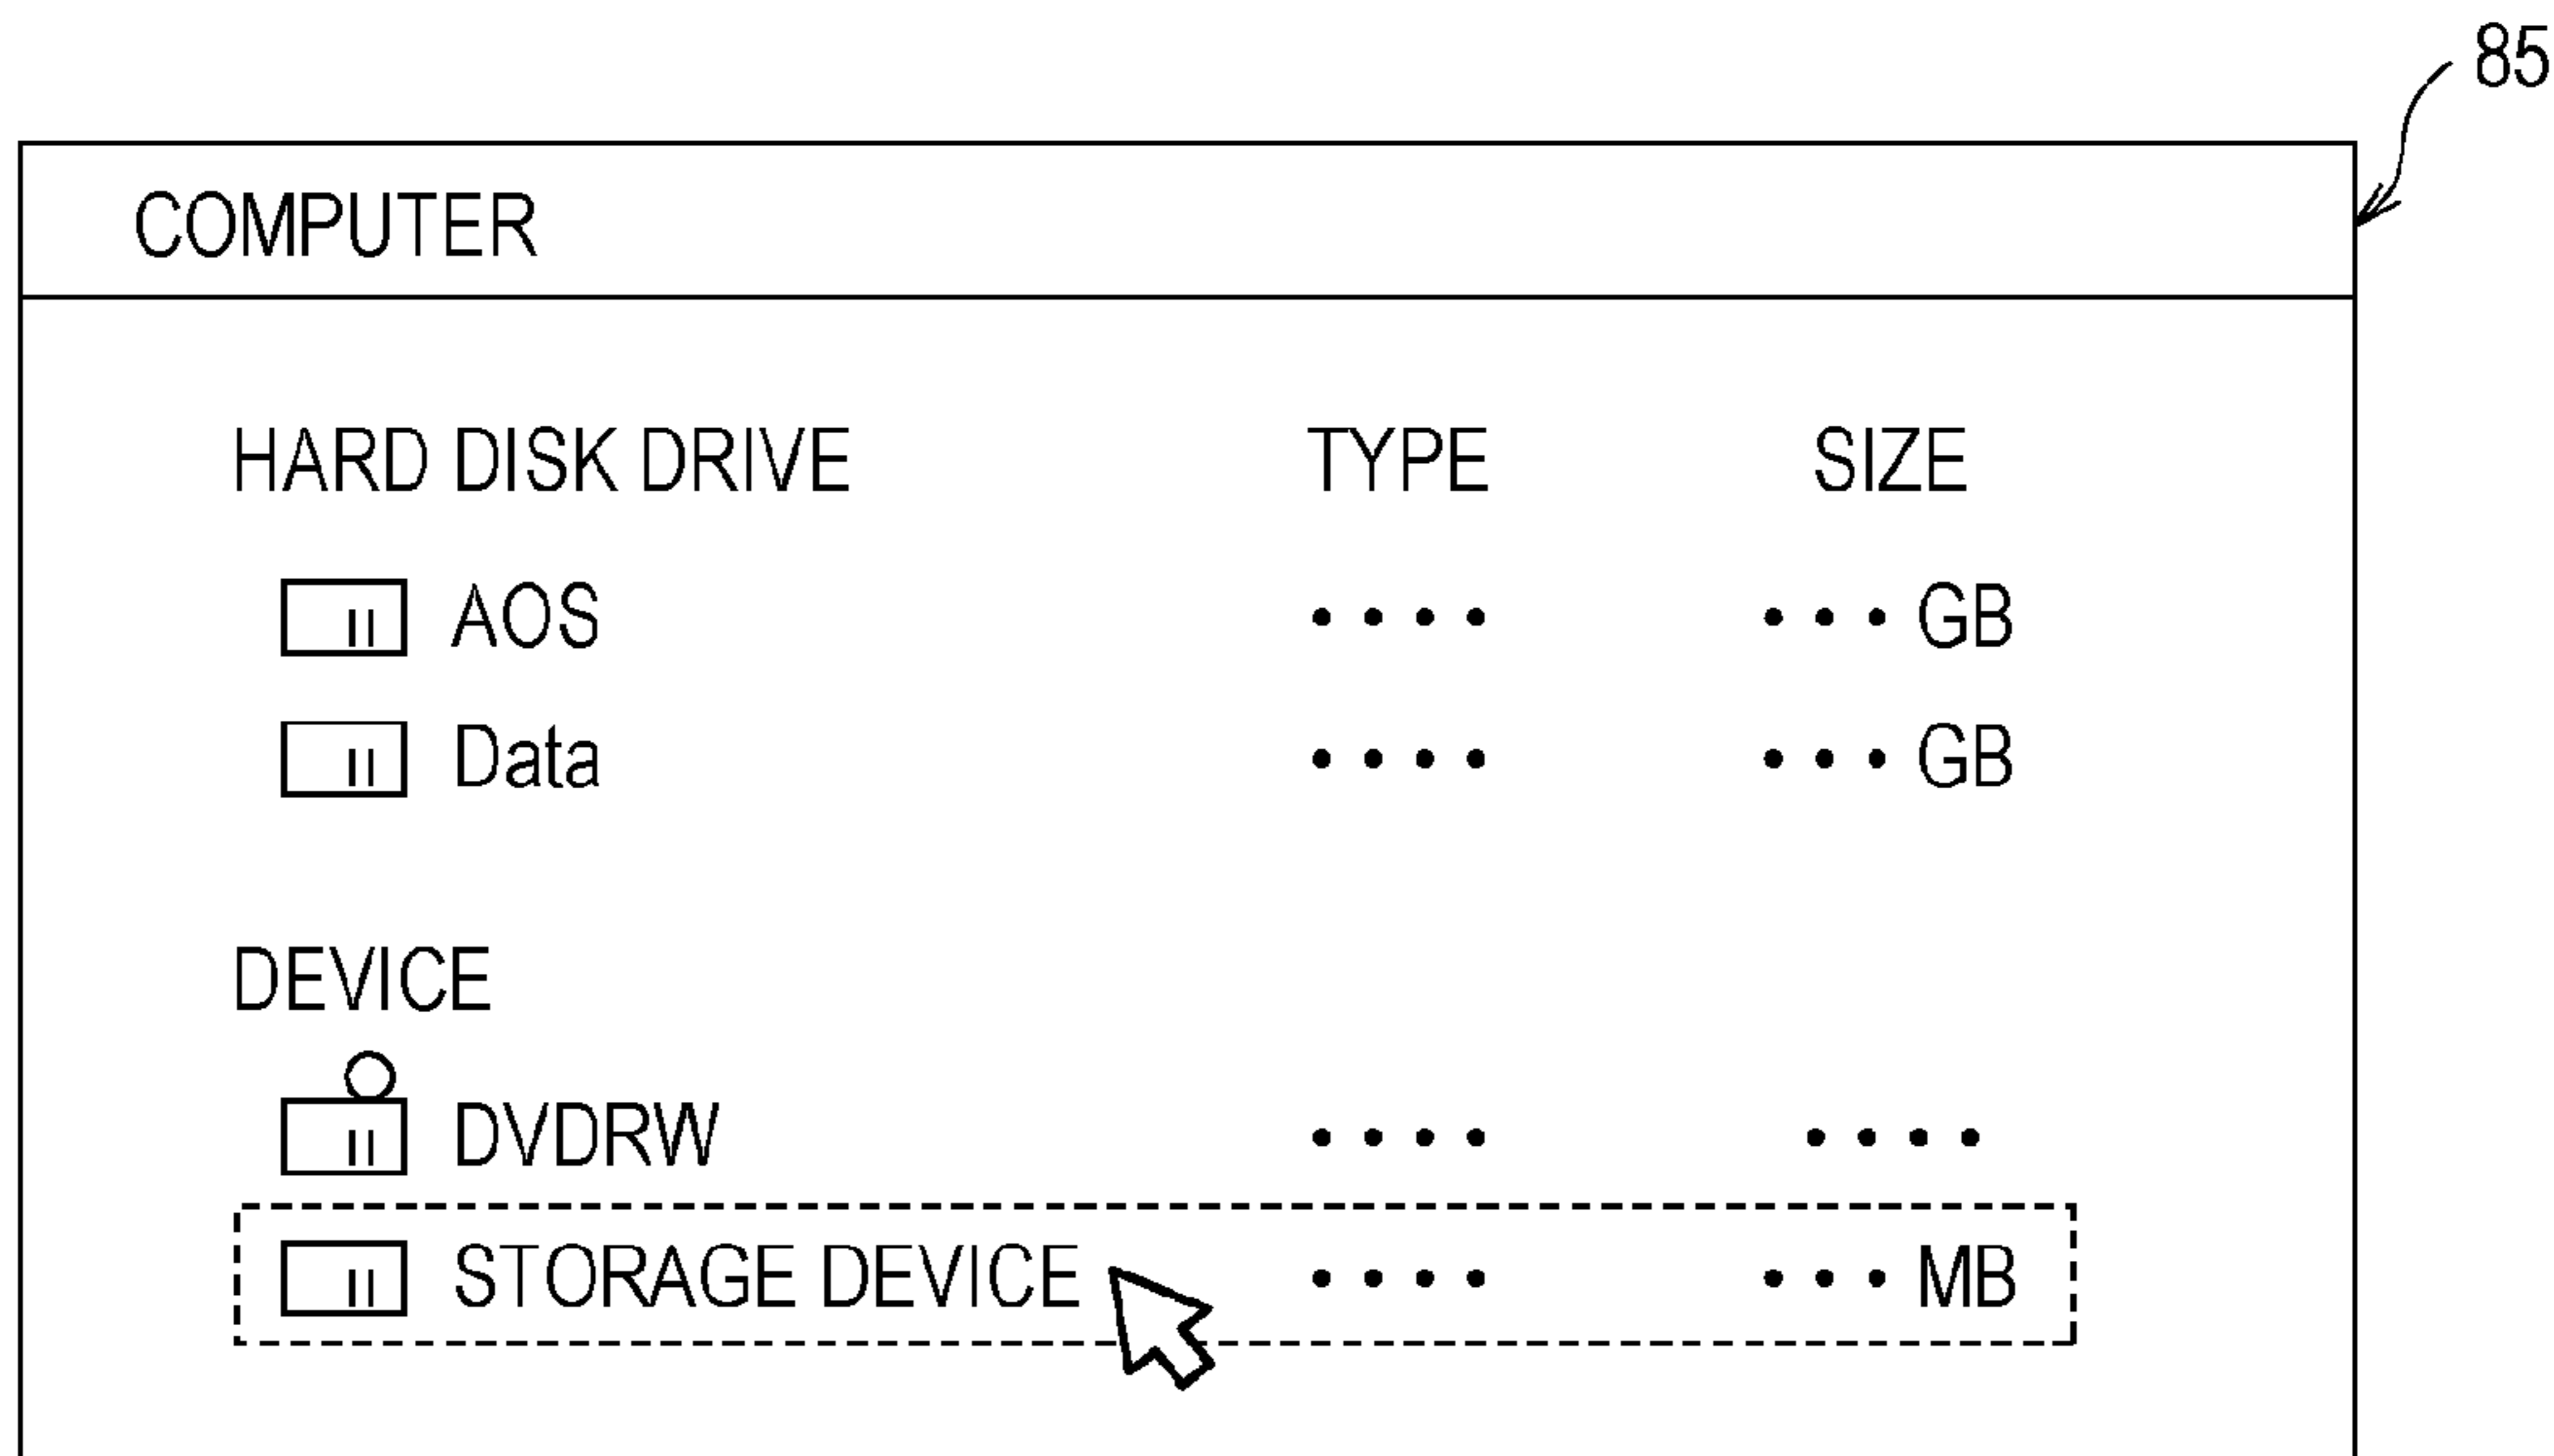 85
COMPUTER
HARD DISK DRIVE TYPE SIZE
AOS •••• ••• GB
Data •••• ••• GB
DEVICE
DVDRW •••• ••••
STORAGE DEVICE •••• ••• MB